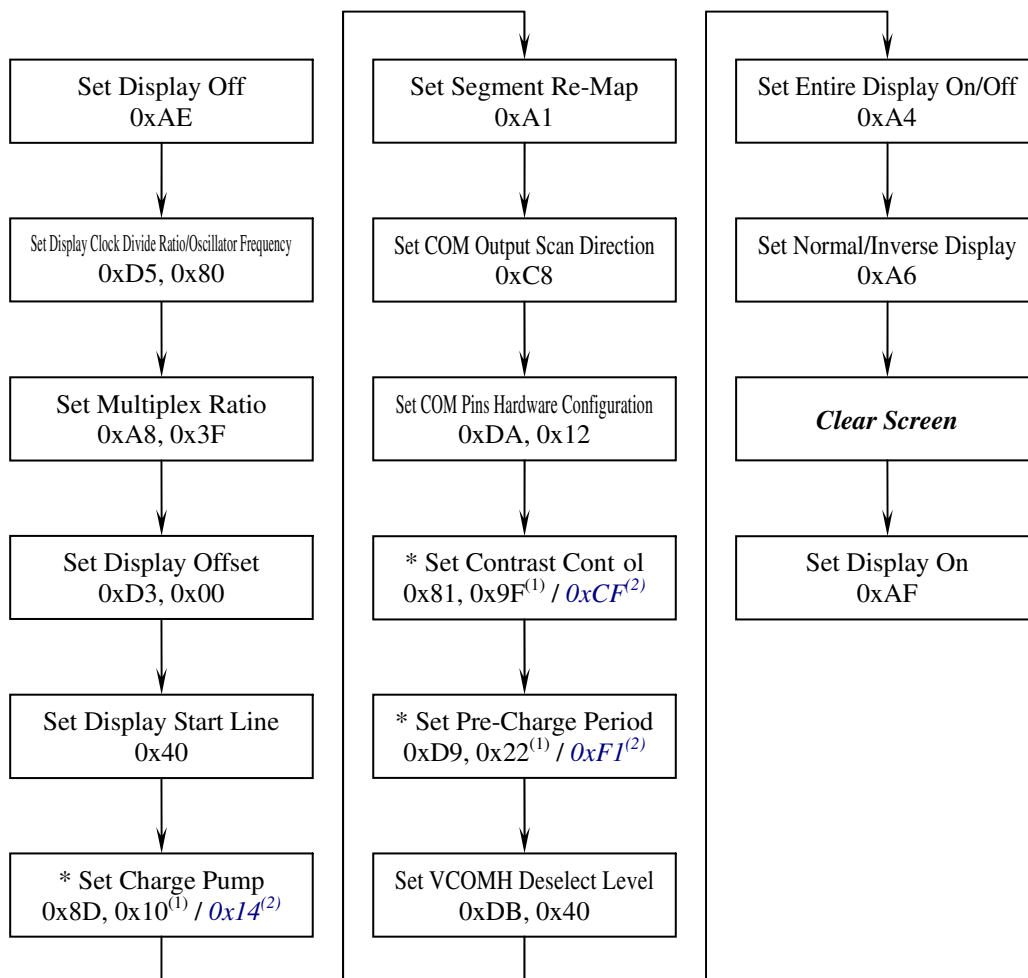 Set Display Off
0xAE
Set Display Clock Divide Ratio/Oscillator Frequency
0xD5, 0x80
Set Multiplex Ratio
0xA8, 0x3F
Set Display Offset
0xD3, 0x00
Set Display Start Line
0x40
* Set Charge Pump
0x8D, 0x10(1) / 0x14(2)
Set Segment Re-Map
0xA1
Set COM Output Scan Direction
0xC8
Set COM Pins Hardware Configuration
0xDA, 0x12
* Set Contrast Cont ol
0x81, 0x9F(1) / 0xCF(2)
* Set Pre-Charge Period
0xD9, 0x22(1) / 0xF1(2)
Set VCOMH Deselect Level
0xDB, 0x40
Set Entire Display On/Off
0xA4
Set Normal/Inverse Display
0xA6
Clear Screen
Set Display On
0xAF